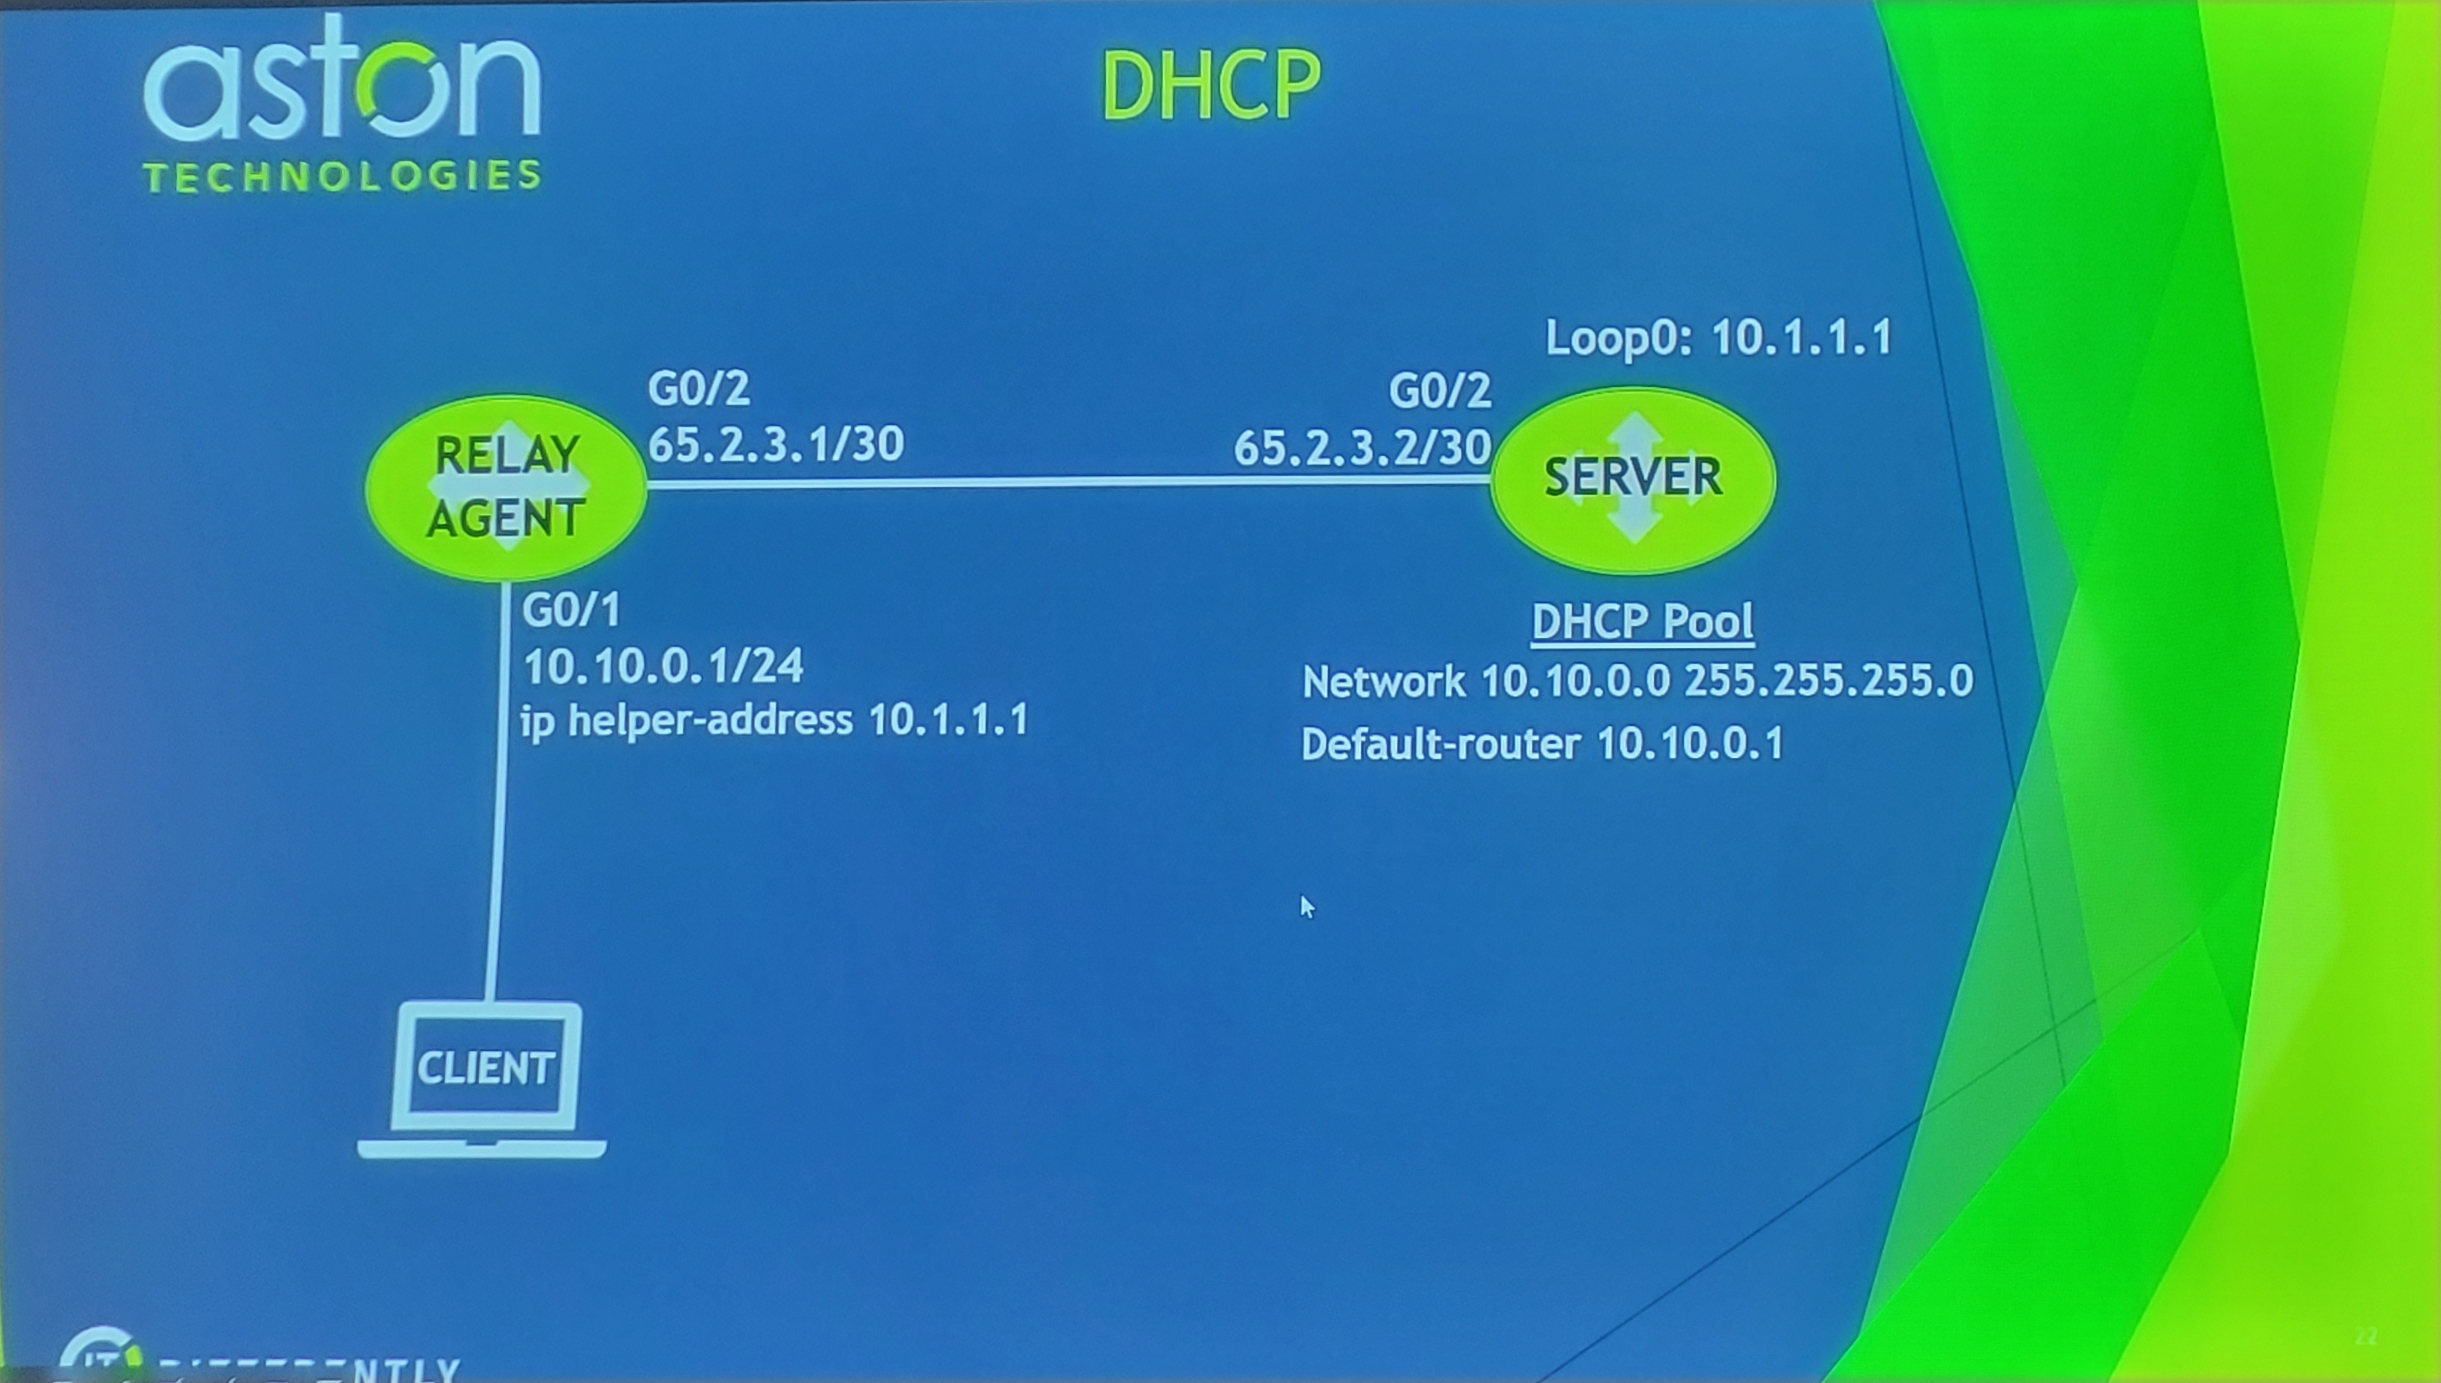 aston
TECHNOLOGIES
DHCP
Loop0: 10.1.1.1
G0/2
65.2.3.1/30
G0/2
65.2.3.2/30
RELAY
AGENT
SERVER
G0/1
10.10.0.1/24
ip helper-address 10.1.1.1
DHCP Pool
Network 10.10.0.0 255.255.255.0
Default-router 10.10.0.1
CLIENT
IT
22